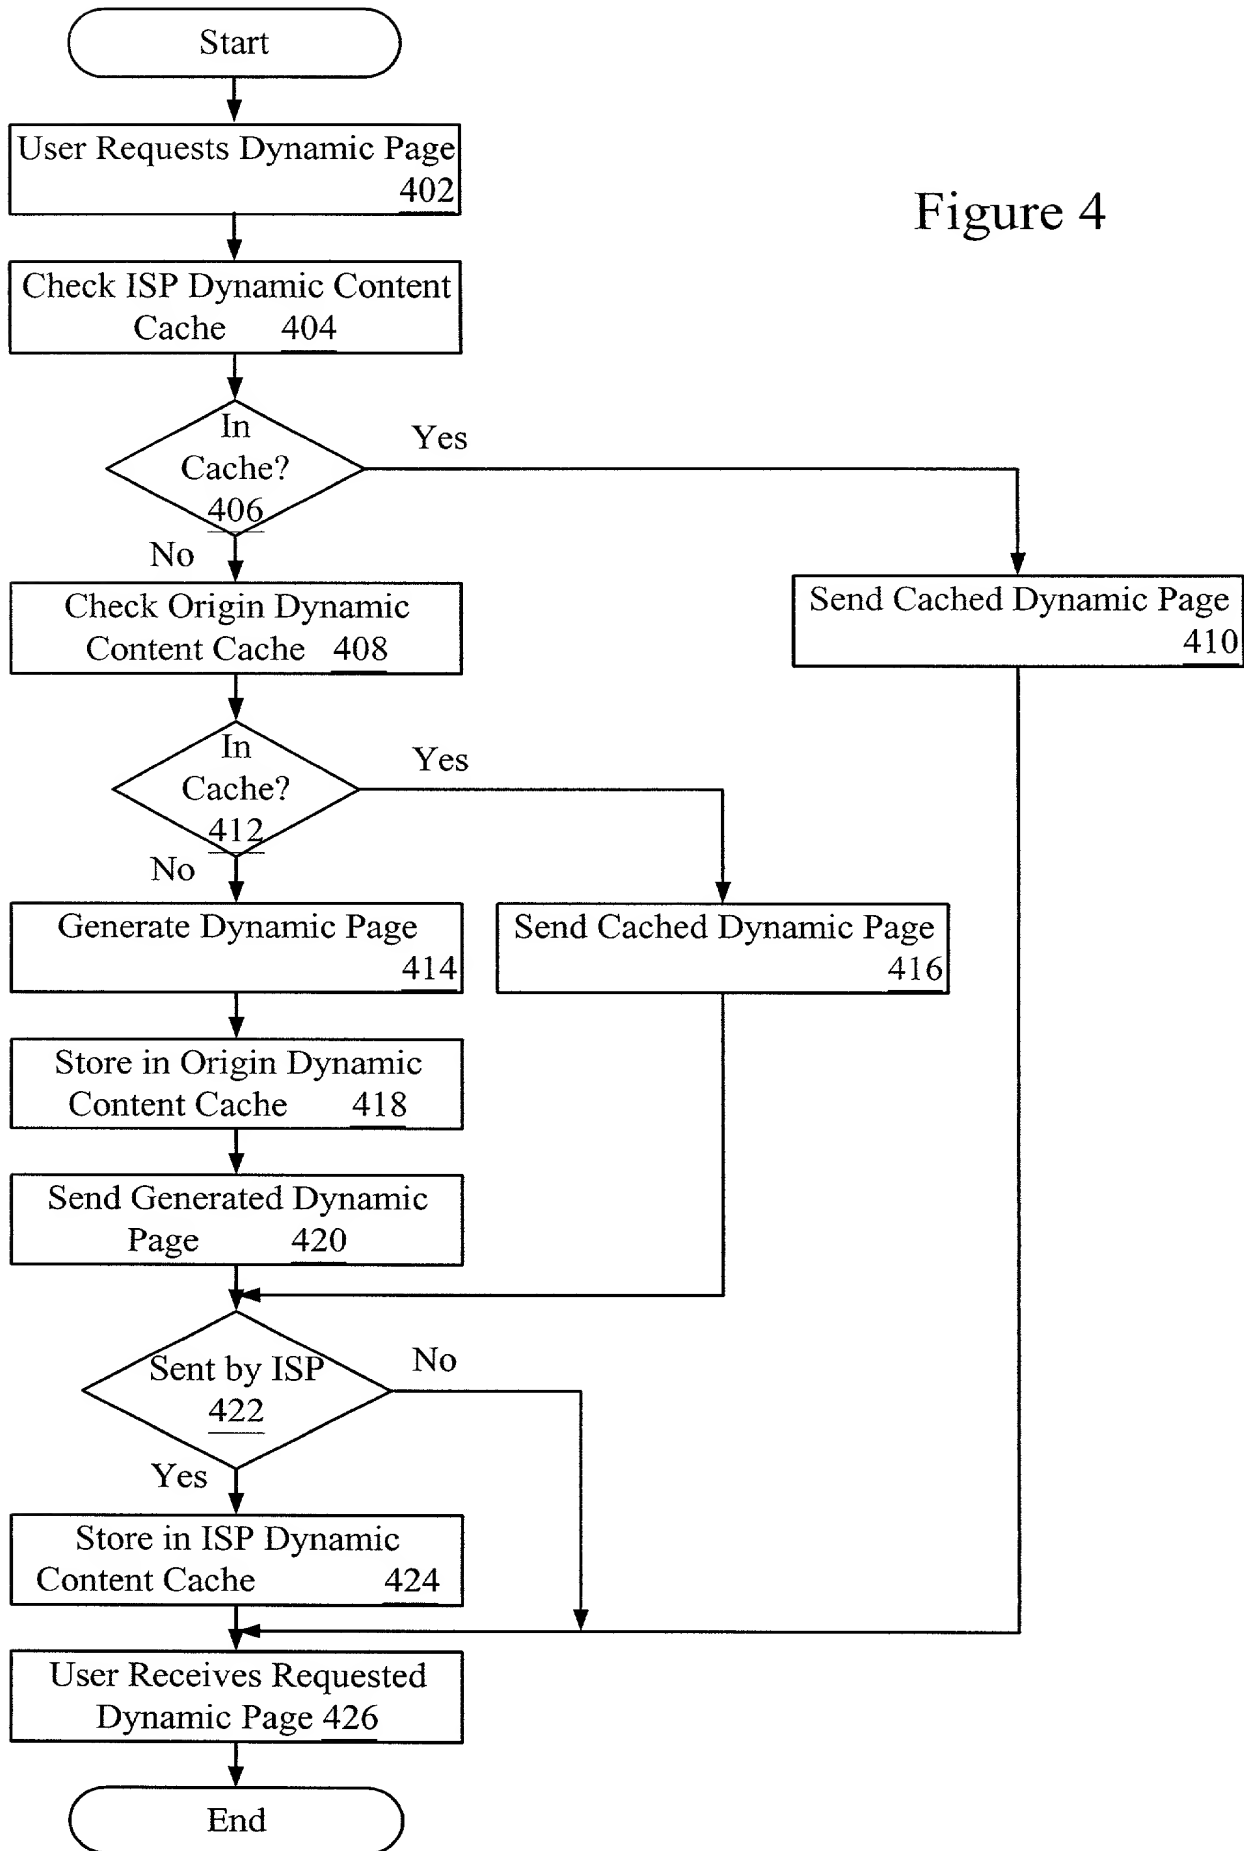 Start
User Requests Dynamic Page
402
Figure 4
Check ISP Dynamic Content
Cache 404
In
Cache?
406
Yes
No
Check Origin Dynamic
Content Cache 408
Send Cached Dynamic Page
410
In
Cache?
412
Yes
No
Generate Dynamic Page
414
Send Cached Dynamic Page
416
Store in Origin Dynamic
Content Cache 418
Send Generated Dynamic
Page 420
Sent by ISP
422
No
Yes
Store in ISP Dynamic
Content Cache 424
User Receives Requested
Dynamic Page 426
End